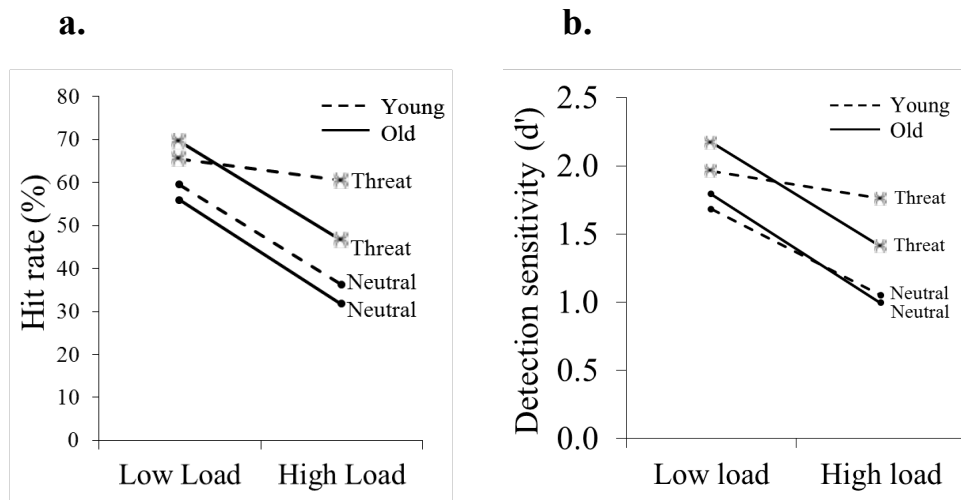 a.
80
70
60
50
40
30
20
10
0
Hit rate (%)
Young
Old
Threat
Threat
Neutral
Neutral
Low Load High Load
b.
2.5
2.0
1.5
1.0
0.5
0.0
Detection sensitivity (d')
Young
Old
Threat
Threat
Neutral
Neutral
Low load High load